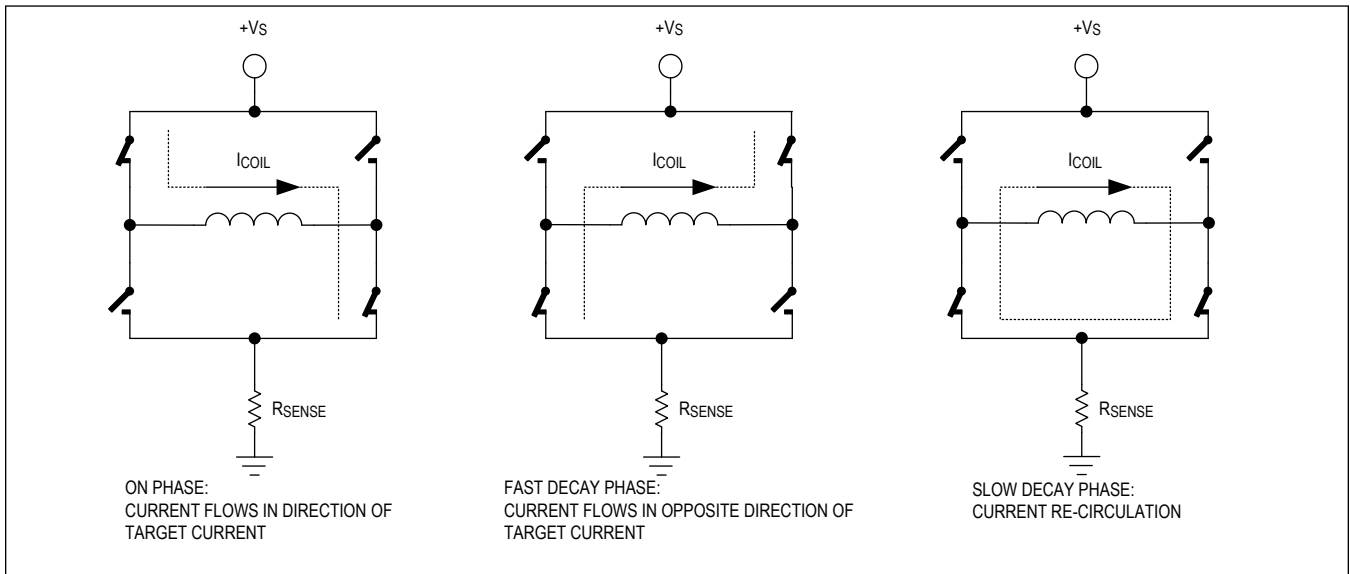 +VS
ICOIL
RSENSE
ON PHASE:
CURRENT FLOWS IN DIRECTION OF
TARGET CURRENT
+VS
ICOIL
RSENSE
FAST DECAY PHASE:
CURRENT FLOWS IN OPPOSITE DIRECTION OF
TARGET CURRENT
+VS
ICOIL
RSENSE
SLOW DECAY PHASE:
CURRENT RE-CIRCULATION